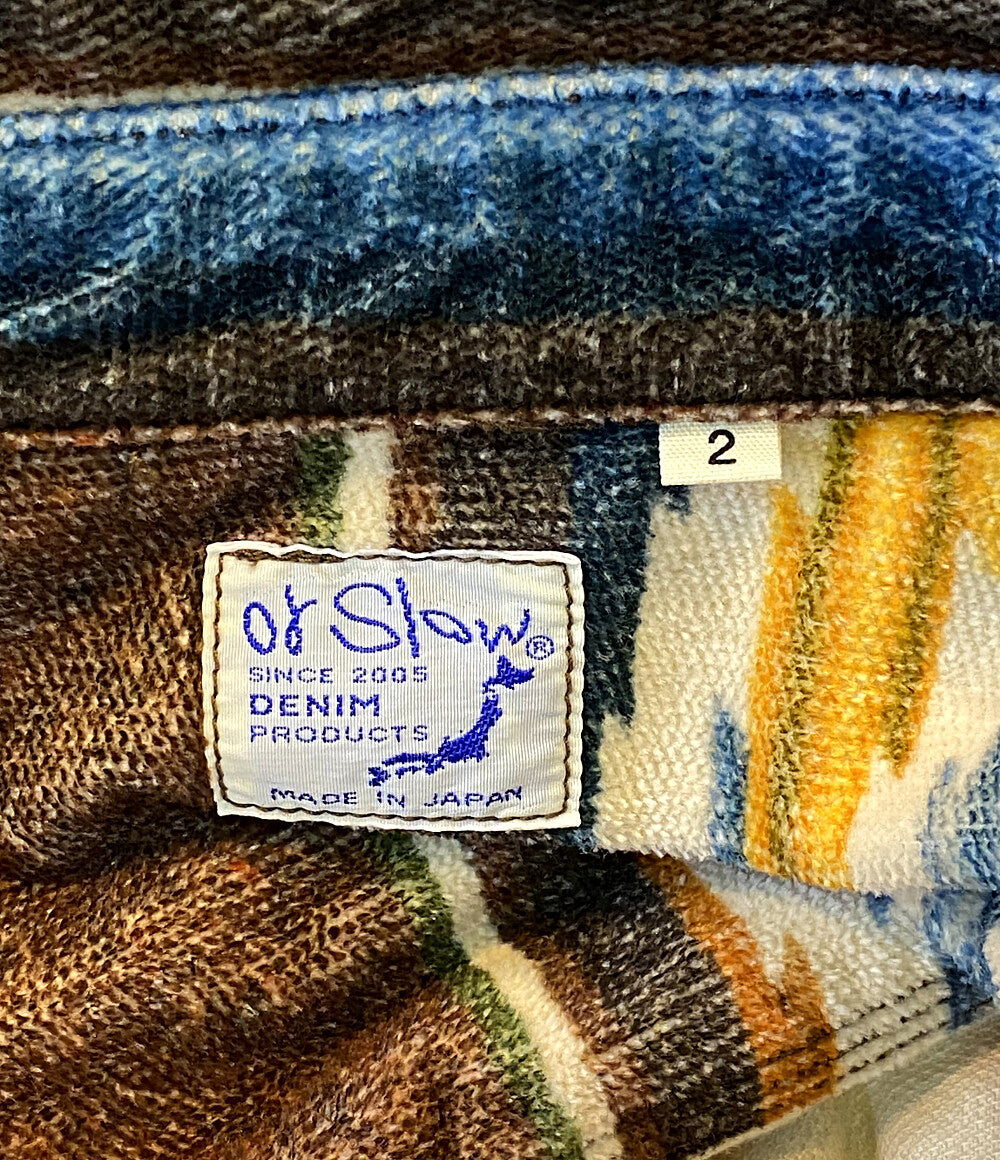 2
or Slow®
SINCE 2005
DENIM
PRODUCTS
MADE IN JAPAN